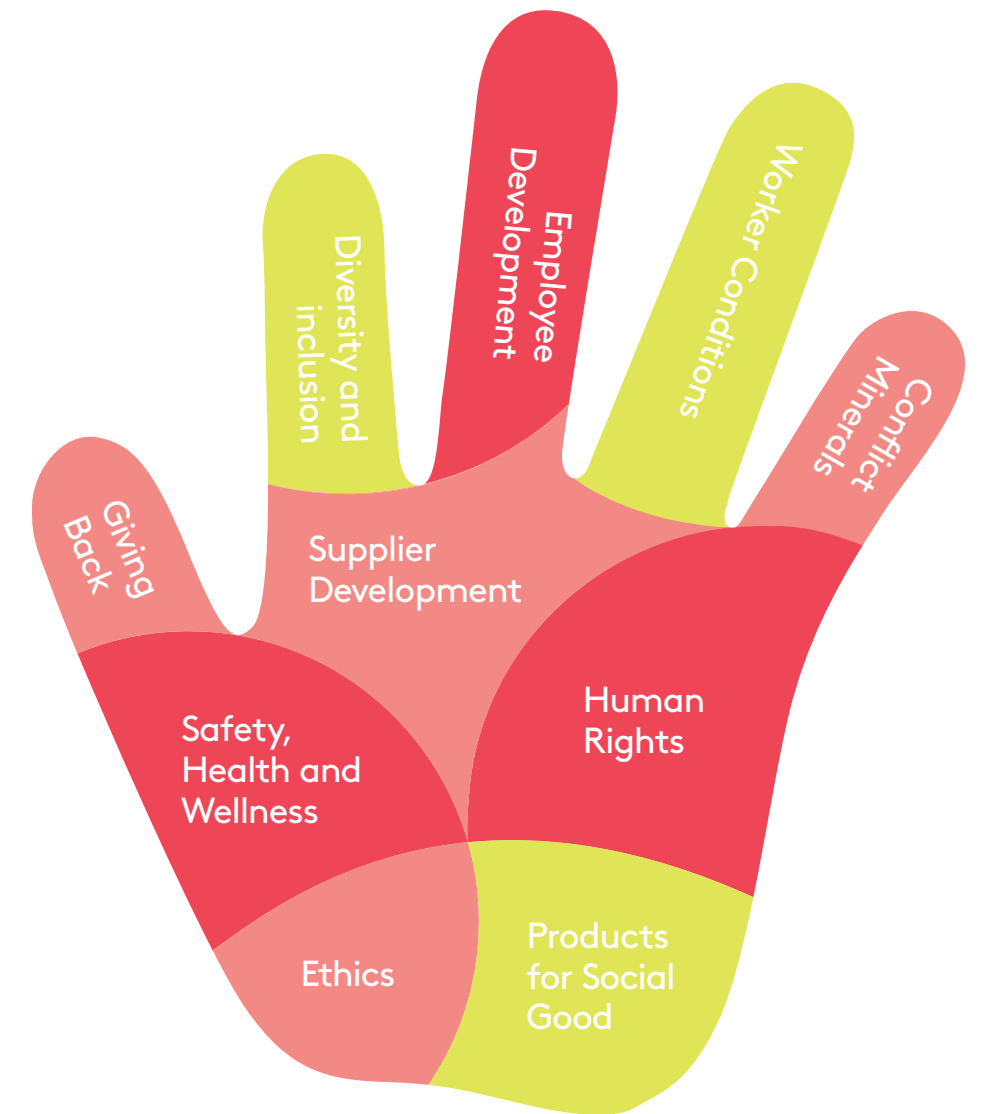 Employee
Development
Worker Conditions
Diversity and
inclusion
Conflict
Minerals
Giving
Back
Supplier
Development
Human
Rights
Safety,
Health and
Wellness
Products
for Social
Good
Ethics